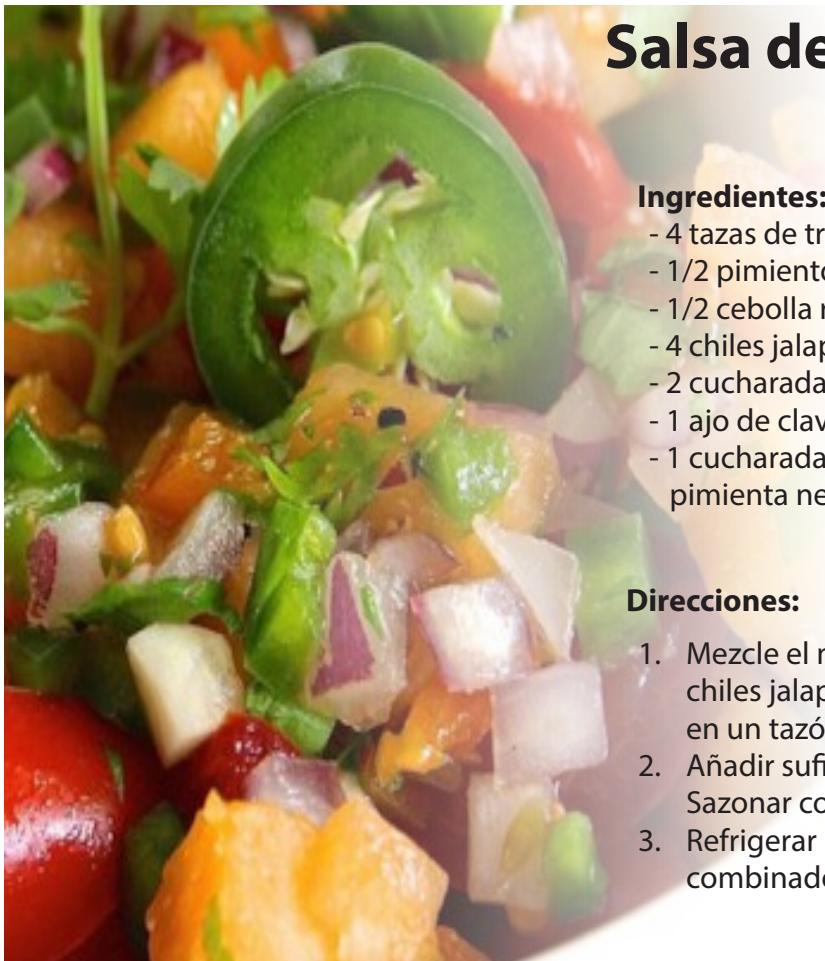 Salsa de
Ingredientes:
- 4 tazas de tr
- 1/2 pimiento
- 1/2 cebolla r
- 4 chiles jalap
- 2 cucharada
- 1 ajo de clav
- 1 cucharada
pimienta ne
Direcciones:
1. Mezcle el
chiles jalap
en un tazó
2. Añadir sufi
Sazonar co
3. Refrigerar
combinado